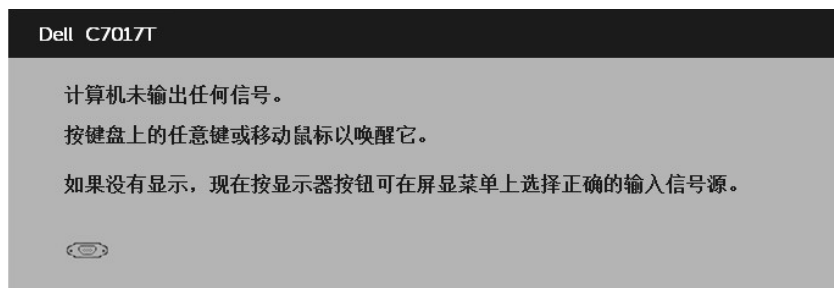 Dell C7017T
计算机未输出任何信号。
按键盘上的任意键或移动鼠标以唤醒它。
如果没有显示，现在按显示器按钮可在屏显菜单上选择正确的输入信号源。